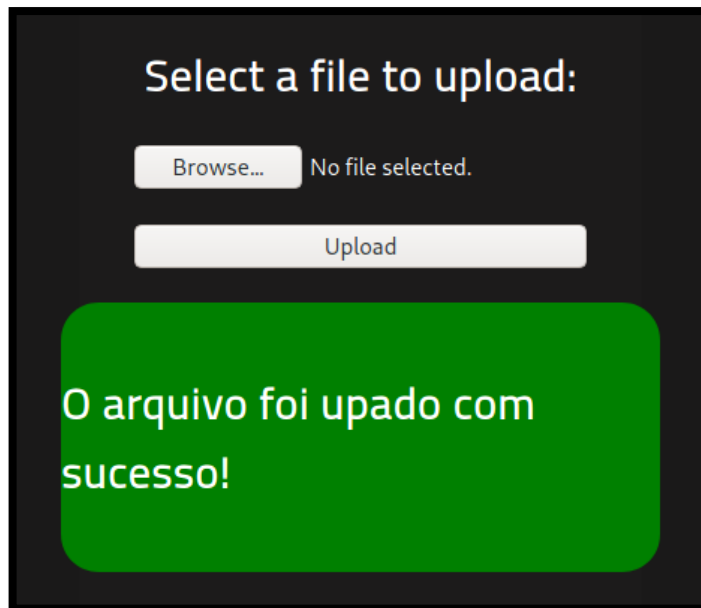 Select a file to upload:
Browse... No file selected.
Upload
O arquivo foi upado com
sucesso!